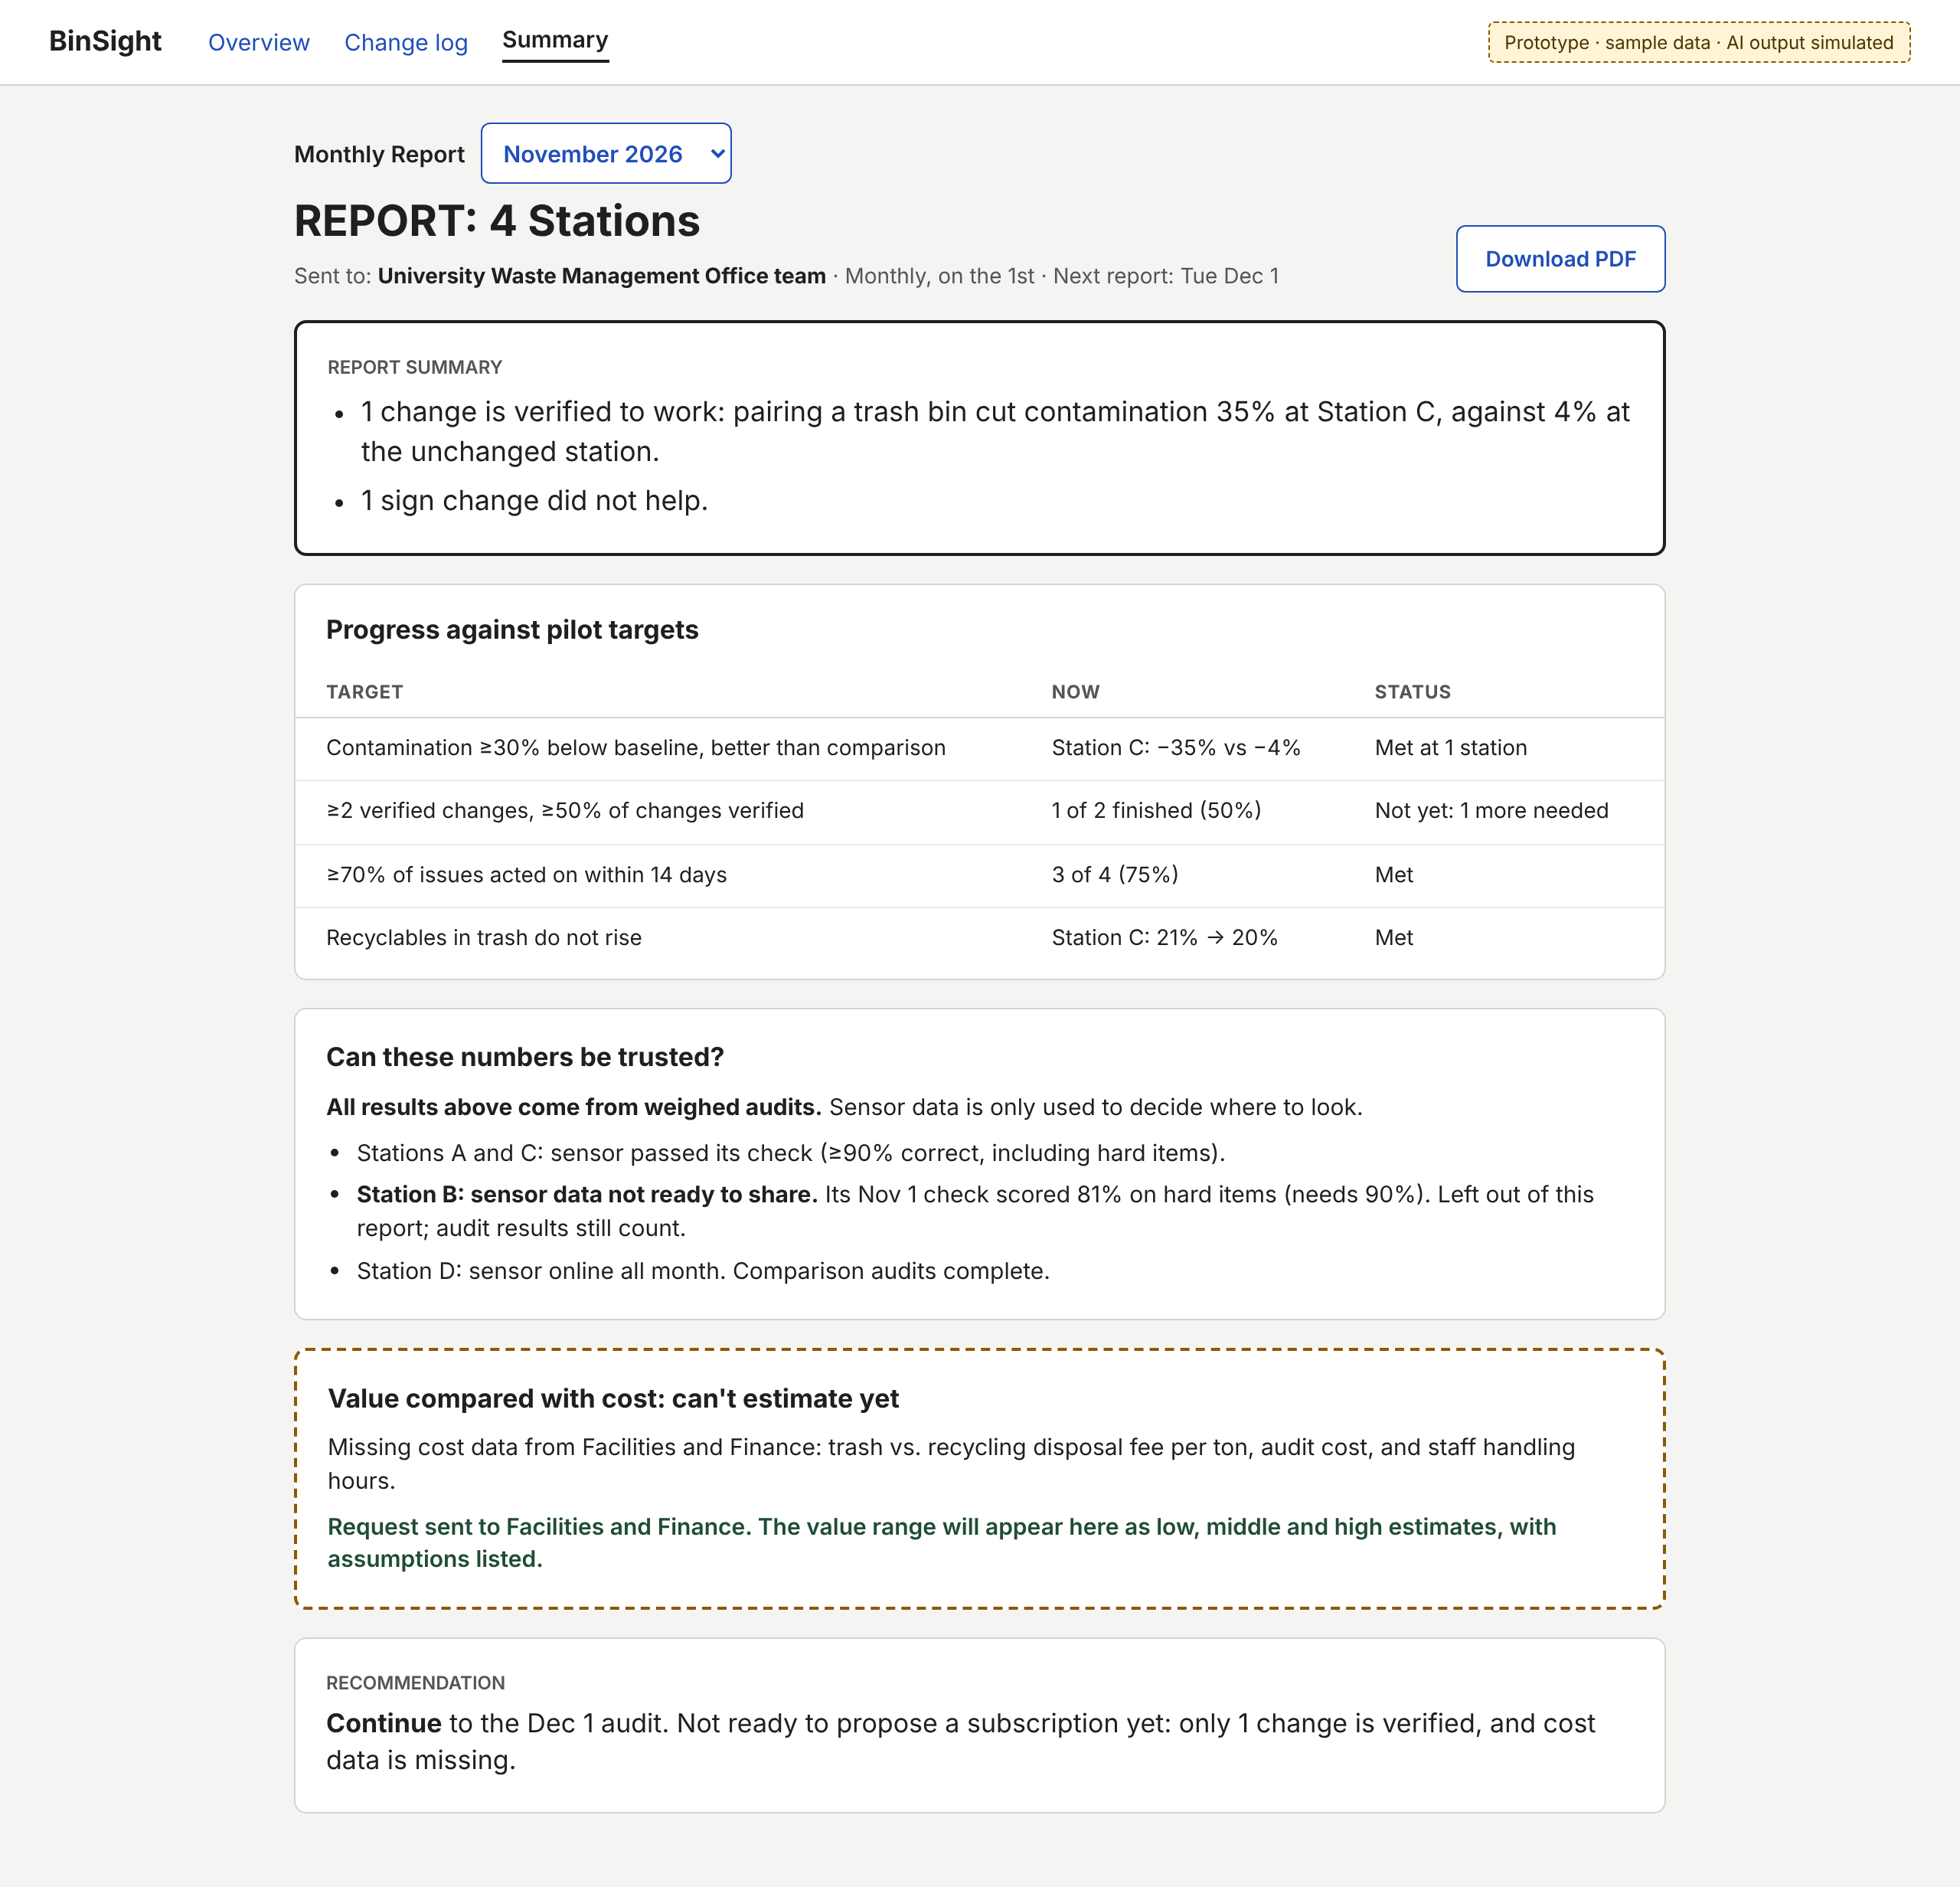 BinSight Overview Change log Summary Prototype · sample data · AI output simulated
Monthly Report November 2026
REPORT: 4 Stations
Sent to: University Waste Management Office team · Monthly, on the 1st · Next report: Tue Dec 1
Download PDF
REPORT SUMMARY
• 1 change is verified to work: pairing a trash bin cut contamination 35% at Station C, against 4% at
the unchanged station.
• 1 sign change did not help.
Progress against pilot targets
TARGET NOW STATUS
Contamination ≥30% below baseline, better than comparison Station C: −35% vs −4% Met at 1 station
≥2 verified changes, ≥50% of changes verified 1 of 2 finished (50%) Not yet: 1 more needed
≥70% of issues acted on within 14 days 3 of 4 (75%) Met
Recyclables in trash do not rise Station C: 21% → 20% Met
Can these numbers be trusted?
All results above come from weighed audits. Sensor data is only used to decide where to look.
• Stations A and C: sensor passed its check (≥90% correct, including hard items).
• Station B: sensor data not ready to share. Its Nov 1 check scored 81% on hard items (needs 90%). Left out of this
report; audit results still count.
• Station D: sensor online all month. Comparison audits complete.
Value compared with cost: can't estimate yet
Missing cost data from Facilities and Finance: trash vs. recycling disposal fee per ton, audit cost, and staff handling
hours.
Request sent to Facilities and Finance. The value range will appear here as low, middle and high estimates, with
assumptions listed.
RECOMMENDATION
Continue to the Dec 1 audit. Not ready to propose a subscription yet: only 1 change is verified, and cost
data is missing.